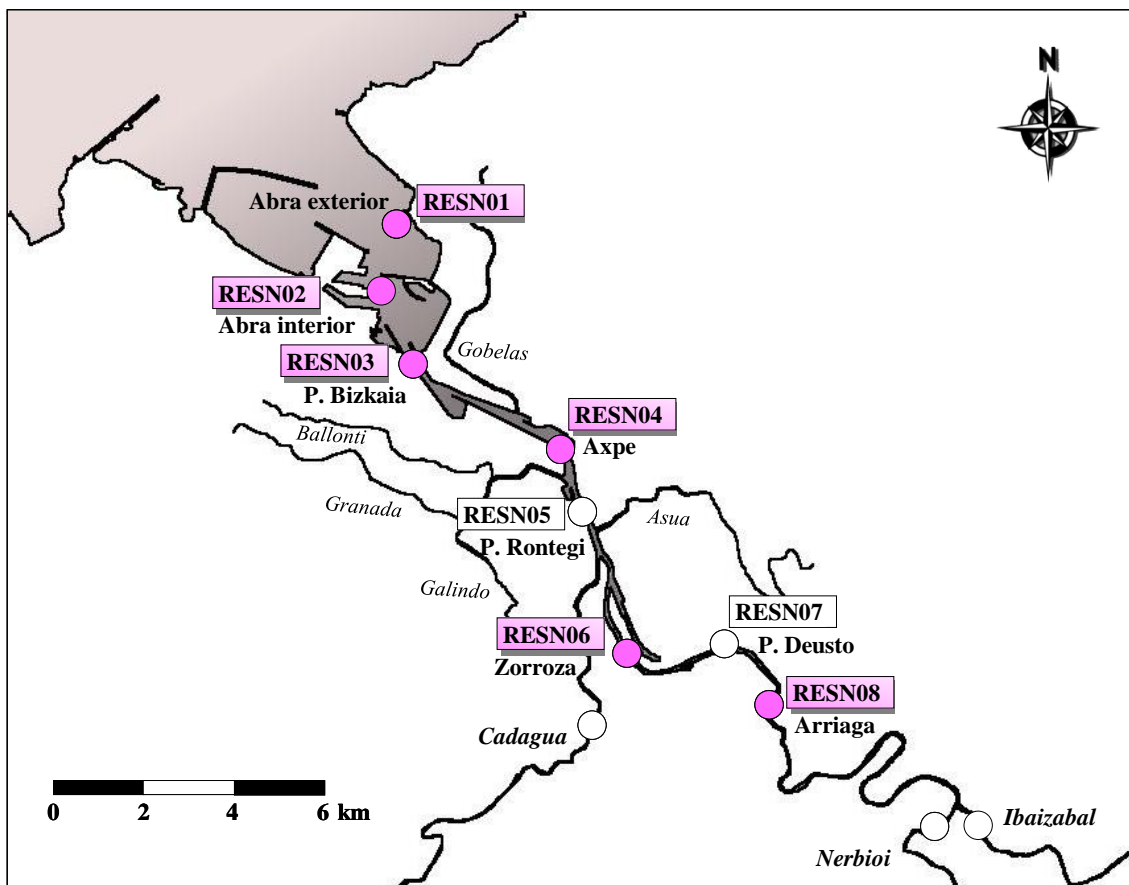 N
Abra exterior
RESN01
RESN02
Abra interior
RESN03
P. Bizkaia
Gobelas
RESN04
Axpe
Ballonti
Granada
RESN05
P. Rontegi
Asua
Galindo
RESN07
P. Deusto
RESN06
Zorroza
RESN08
Arriaga
Cadagua
0 2 4 6 km
Ibaizabal
Nerbioi